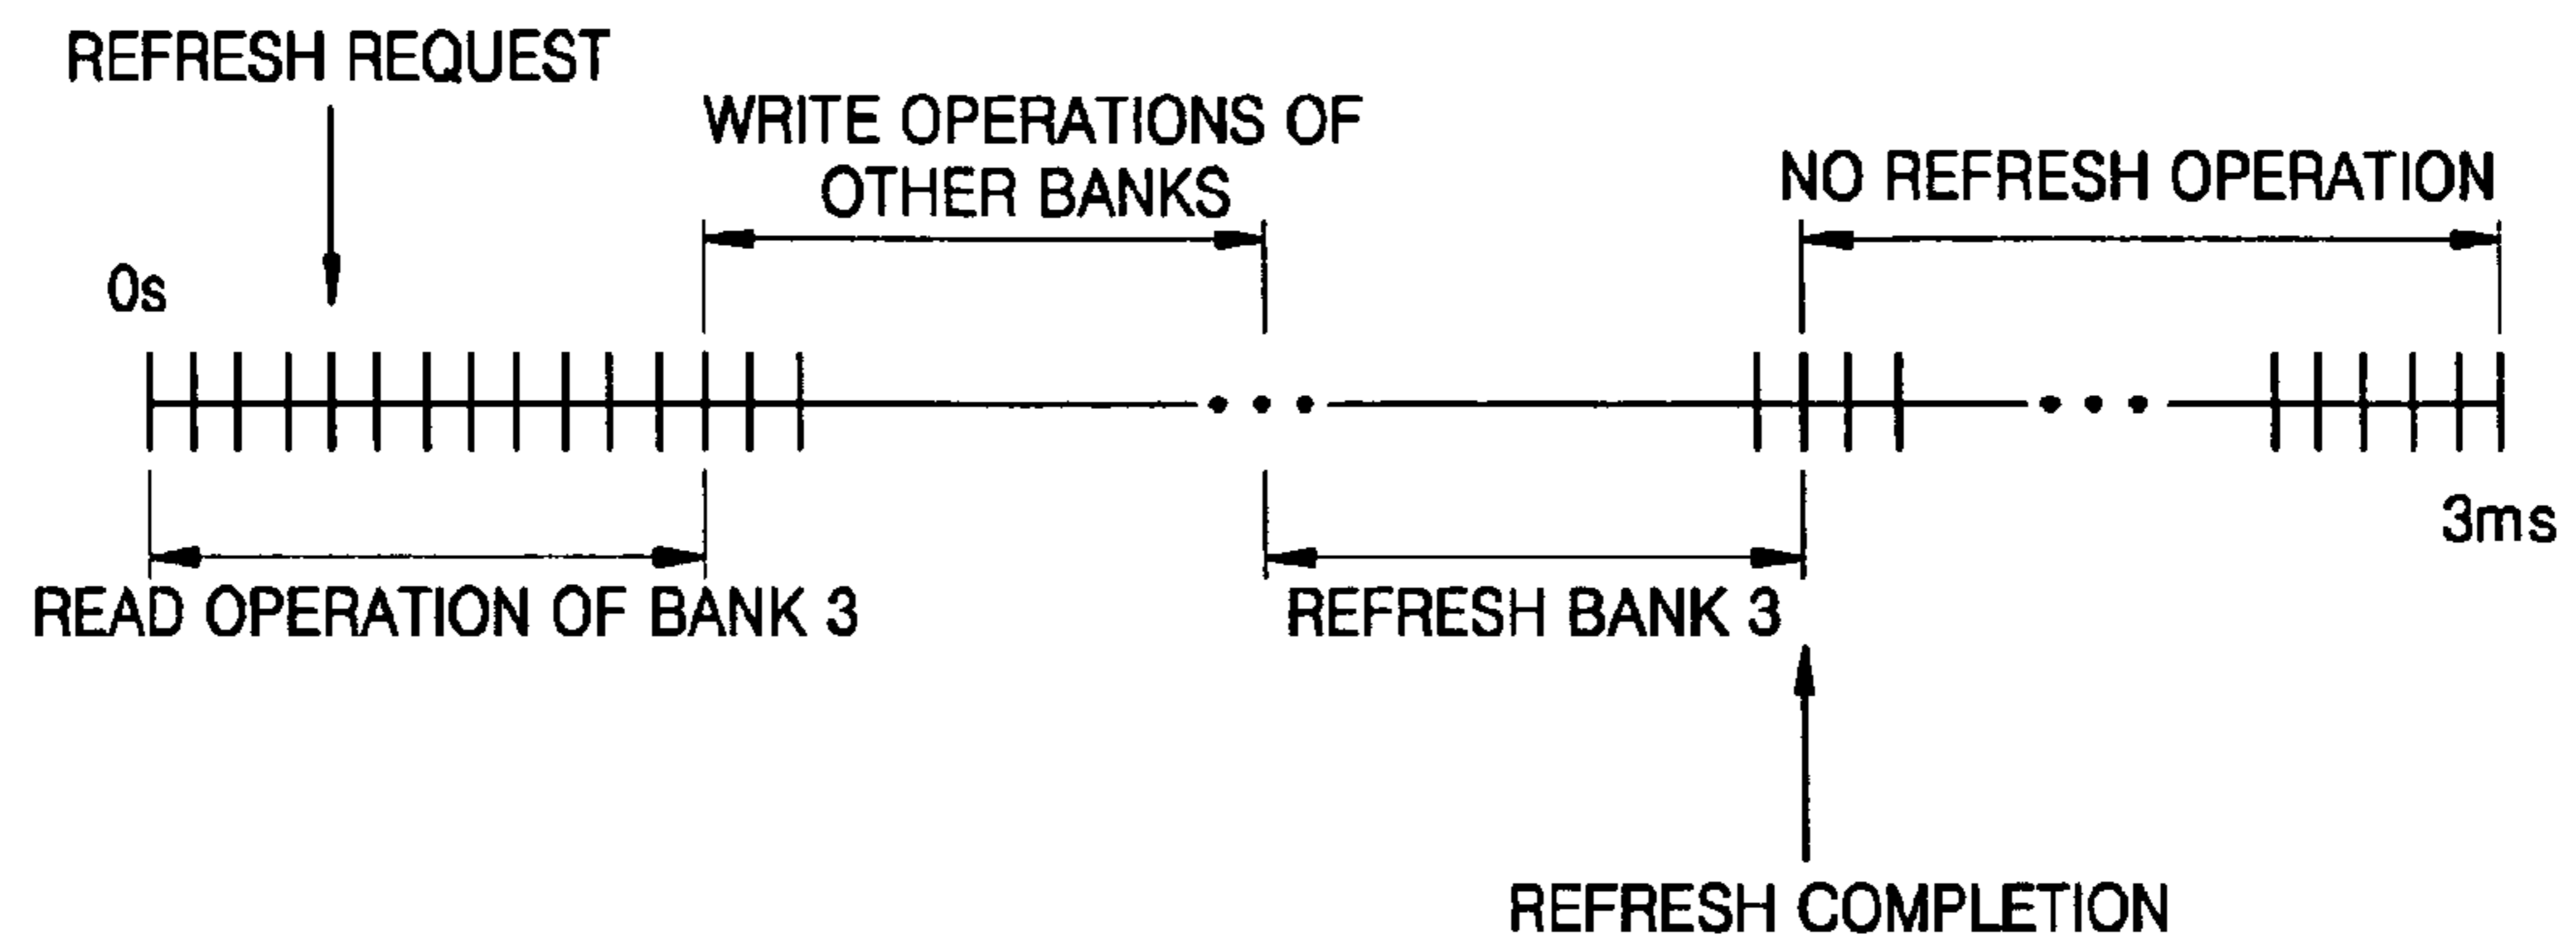 REFRESH REQUEST
WRITE OPERATIONS OF
OTHER BANKS
NO REFRESH OPERATION
0s
3ms
READ OPERATION OF BANK 3
REFRESH BANK 3
REFRESH COMPLETION